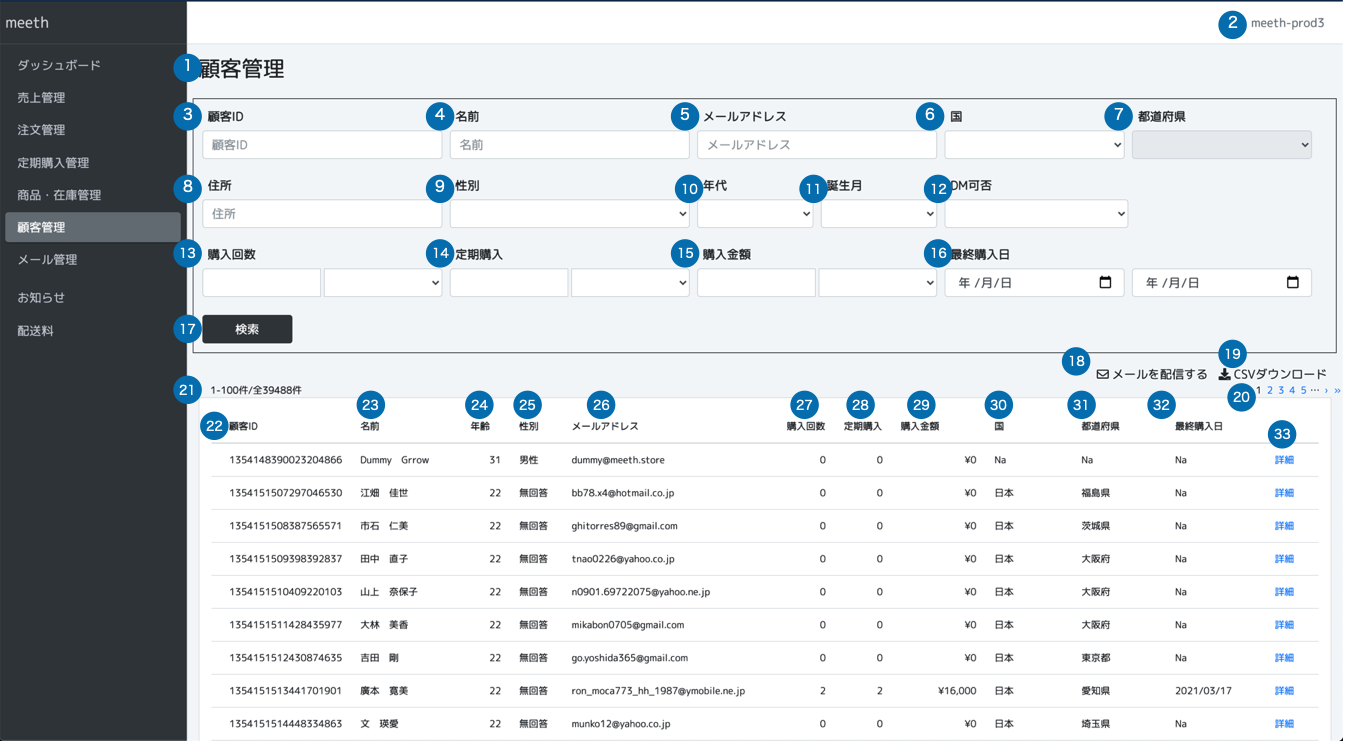 meeth
2 meeth-prod3
ダッシュボード
売上管理
注文管理
定期購入管理
商品・在庫管理
顧客管理
メール管理
お知らせ
配送料
1 顧客管理
3 顧客ID 4 名前 5 メールアドレス 6 国 7 都道府県
顧客ID 名前 メールアドレス
8 住所 9 性別 10 年代 11 誕生月 12 DM可否
住所
13 購入回数 14 定期購入 15 購入金額 16 最終購入日
年 /月/日 年 /月/日
17 検索
18 メールを配信する 19 CSVダウンロード
21 1-100件/全39488件 20 1 2 3 4 5 … › »
22 顧客ID 23 名前 24 年齢 25 性別 26 メールアドレス 27 購入回数 28 定期購入 29 購入金額 30 国 31 都道府県 32 最終購入日 33
1354148390023204866 Dummy Grrow 31 男性 dummy@meeth.store 0 0 ¥0 Na Na Na 詳細
1354151507297046530 江畑 佳世 22 無回答 bb78.x4@hotmail.co.jp 0 0 ¥0 日本 福島県 Na 詳細
1354151508387565571 市石 仁美 22 無回答 ghitorres89@gmail.com 0 0 ¥0 日本 茨城県 Na 詳細
1354151509398392837 田中 直子 22 無回答 tnao0226@yahoo.co.jp 0 0 ¥0 日本 大阪府 Na 詳細
1354151510409220103 山上 奈保子 22 無回答 n0901.69722075@yahoo.ne.jp 0 0 ¥0 日本 大阪府 Na 詳細
1354151511428435977 大林 美香 22 無回答 mikabon0705@gmail.com 0 0 ¥0 日本 大阪府 Na 詳細
1354151512430874635 吉田 剛 22 無回答 go.yoshida365@gmail.com 0 0 ¥0 日本 東京都 Na 詳細
1354151513441701901 廣本 寛美 22 無回答 ron_moca773_hh_1987@ymobile.ne.jp 2 2 ¥16,000 日本 愛知県 2021/03/17 詳細
1354151514448334863 文 瑛愛 22 無回答 munko12@yahoo.co.jp 0 0 ¥0 日本 埼玉県 Na 詳細